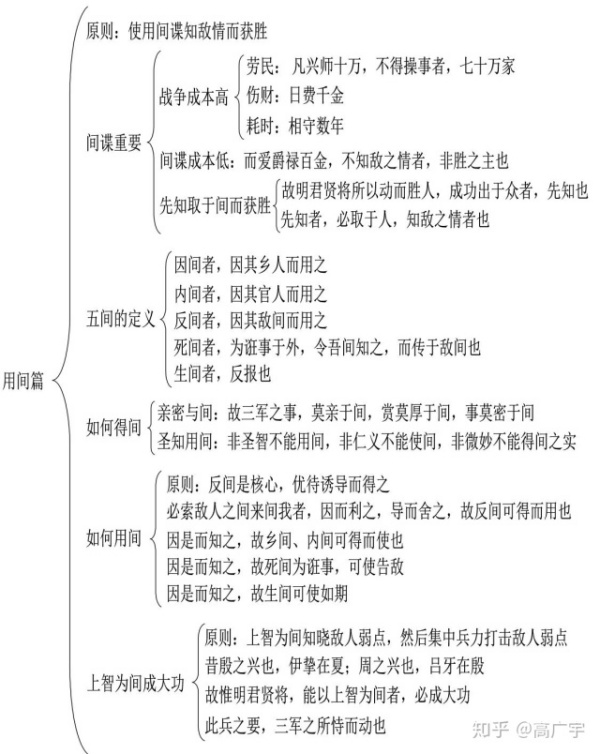 用间篇
原则：使用间谍知敌情而获胜
间谍重要
战争成本高
劳民：凡兴师十万，不得操事者，七十万家
伤财：日费千金
耗时：相守数年
间谍成本低：而爱爵禄百金，不知敌之情者，非胜之主也
先知取于间而获胜
故明君贤将所以动而胜人，成功出于众者，先知也
先知者，必取于人，知敌之情者也
五间的定义
因间者，因其乡人而用之
内间者，因其官人而用之
反间者，因其敌间而用之
死间者，为诳事于外，令吾间知之，而传于敌间也
生间者，反报也
如何得间
亲密与间：故三军之事，莫亲于间，赏莫厚于间，事莫密于间
圣知用间：非圣智不能用间，非仁义不能使间，非微妙不能得间之实
如何用间
原则：反间是核心，优待诱导而得之
必索敌人之间来间我者，因而利之，导而舍之，故反间可得而用也
因是而知之，故乡间、内间可得而使也
因是而知之，故死间为诳事，可使告敌
因是而知之，故生间可使如期
上智为间成大功
原则：上智为间知晓敌人弱点，然后集中兵力打击敌人弱点
昔殷之兴也，伊挚在夏；周之兴也，吕牙在殷
故惟明君贤将，能以上智为间者，必成大功
此兵之要，三军之所恃而动也
知乎 @高广宇